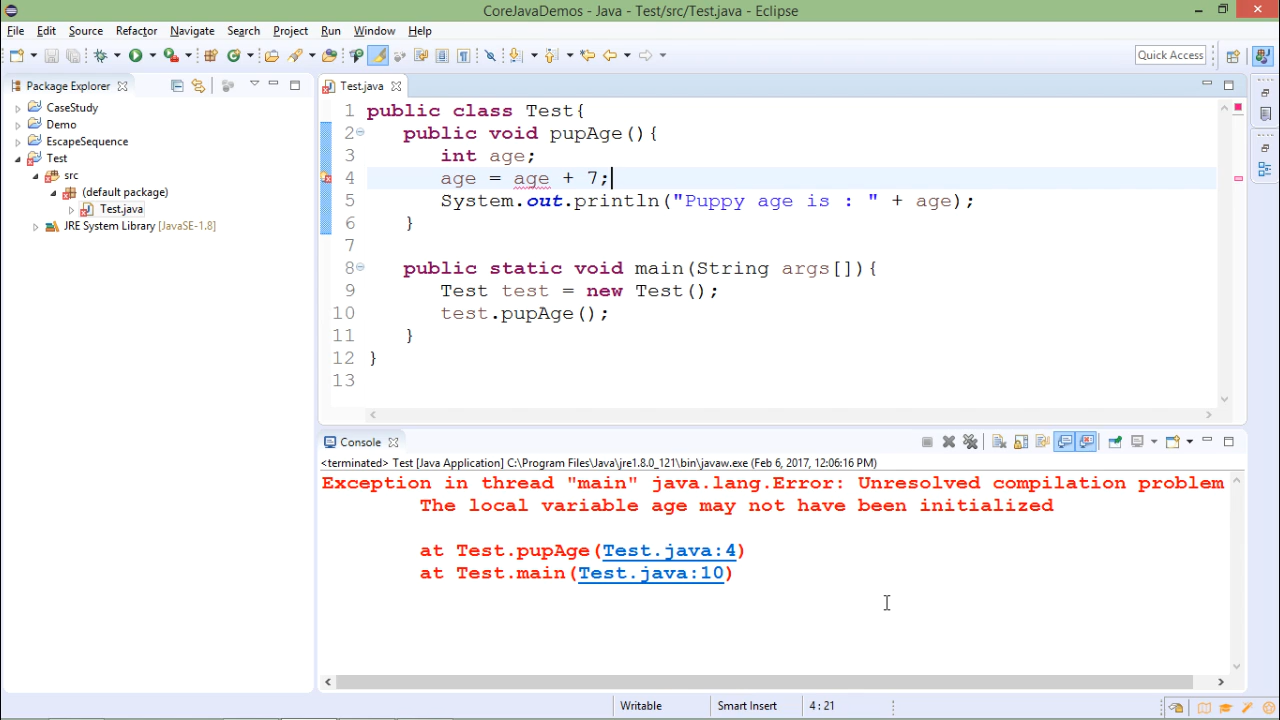 CoreJavaDemos - Java - Test/src/Test.java - Eclipse
File Edit Source Refactor Navigate Search Project Run Window Help
Quick Access
Package Explorer
CaseStudy
Demo
EscapeSequence
Test
src
(default package)
Test.java
JRE System Library [JavaSE-1.8]
Test.java
1 public class Test{
2 public void pupAge(){
3 int age;
4 age = age + 7;
5 System.out.println("Puppy age is : " + age);
6 }
7
8 public static void main(String args[]){
9 Test test = new Test();
10 test.pupAge();
11 }
12 }
13
Console
<terminated> Test [Java Application] C:\Program Files\Java\jre1.8.0_121\bin\javaw.exe (Feb 6, 2017, 12:06:16 PM)
Exception in thread "main" java.lang.Error: Unresolved compilation problem
The local variable age may not have been initialized
at Test.pupAge(Test.java:4)
at Test.main(Test.java:10)
Writable Smart Insert 4 : 21